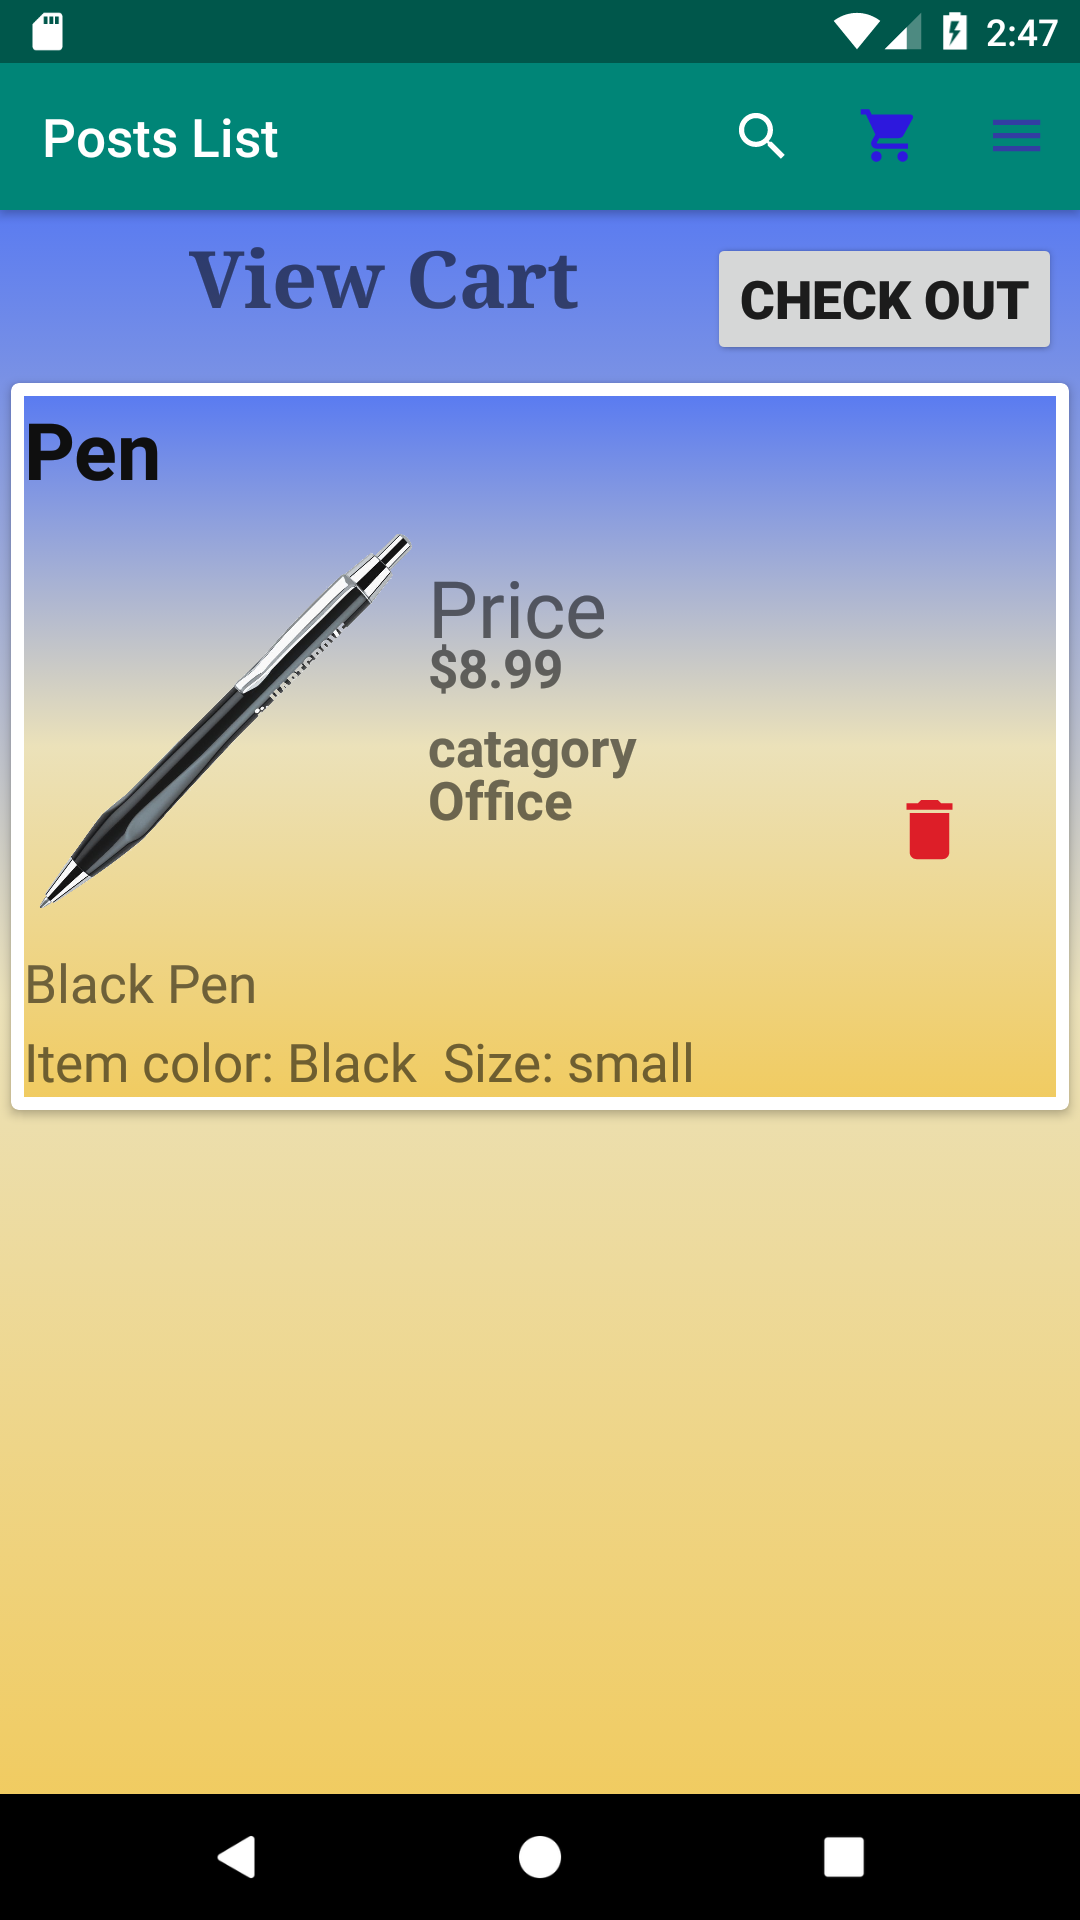 2:47
Posts List
View Cart
CHECK OUT
Pen
Price
$8.99
catagory
Office
Black Pen
Item color: Black  Size: small